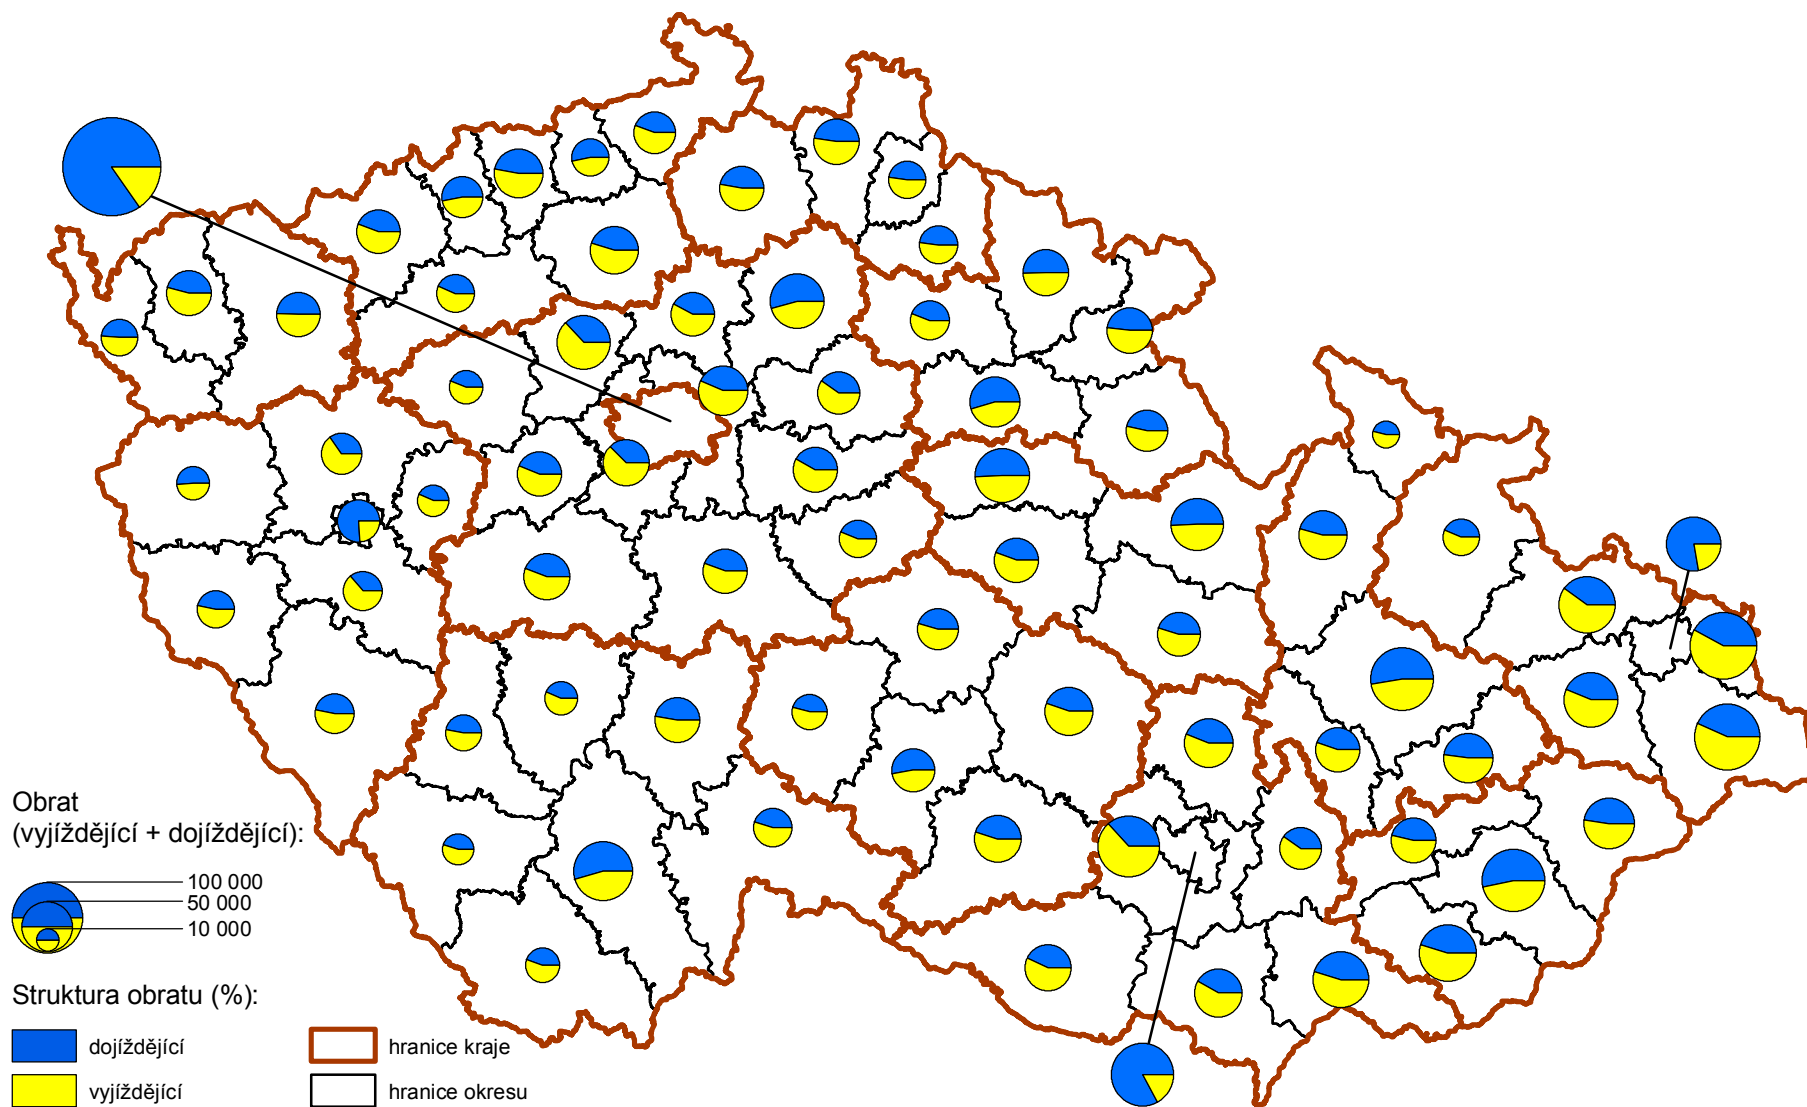 Obrat
(vyjíždějící + dojíždějící):
100 000
50 000
10 000
Struktura obratu (%):
dojíždějící
vyjíždějící
hranice kraje
hranice okresu